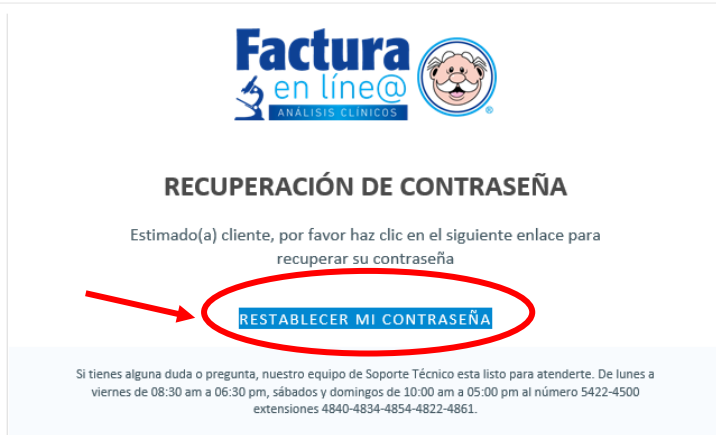 Factura
en líne@
ANÁLISIS CLÍNICOS
®
RECUPERACIÓN DE CONTRASEÑA
Estimado(a) cliente, por favor haz clic en el siguiente enlace para
recuperar su contraseña
RESTABLECER MI CONTRASEÑA
Si tienes alguna duda o pregunta, nuestro equipo de Soporte Técnico esta listo para atenderte. De lunes a
viernes de 08:30 am a 06:30 pm, sábados y domingos de 10:00 am a 05:00 pm al número 5422-4500
extensiones 4840-4834-4854-4822-4861.